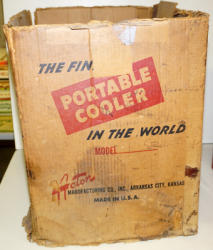 THE FIN
PORTABLE
COOLER
IN THE WORLD
MODEL
Acton
MANUFACTURING CO., INC., ARKANSAS CITY, KANSAS
MADE IN U.S.A.